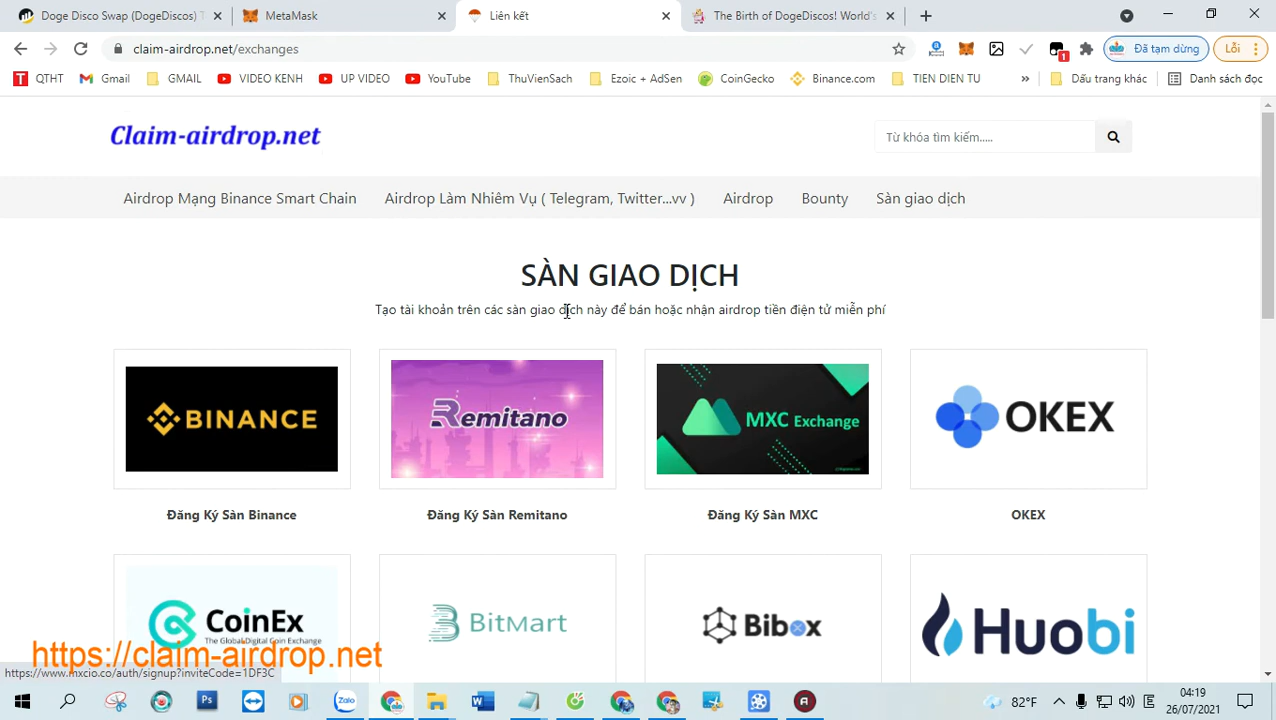 Doge Disco Swap (DogeDiscos) T
MetaMask
Liên kết
The Birth of DogeDiscos! World's
claim-airdrop.net/exchanges
1
Đã tạm dừng
Lỗi
QTHT
Gmail
GMAIL
VIDEO KENH
UP VIDEO
YouTube
ThuVienSach
Ezoic + AdSen
CoinGecko
Binance.com
TIEN DIEN TU
»
Dấu trang khác
Danh sách đọc
Claim-airdrop.net
Từ khóa tìm kiếm.....
Airdrop Mạng Binance Smart Chain
Airdrop Làm Nhiêm Vụ ( Telegram, Twitter...vv )
Airdrop
Bounty
Sàn giao dịch
SÀN GIAO DỊCH
Tạo tài khoản trên các sàn giao dịch này để bán hoặc nhận airdrop tiền điện tử miễn phí
BINANCE
Remitano
MXC Exchange
OKEX
Đăng Ký Sàn Binance
Đăng Ký Sàn Remitano
Đăng Ký Sàn MXC
OKEX
CoinEx
The Global Digital Coin Exchange
BitMart
Bibox
Huobi
https://claim-airdrop.net
https://www.mxcio.co/auth/signup?inviteCode=1DF3C
Ps
Zalo
82°F
04:19
26/07/2021